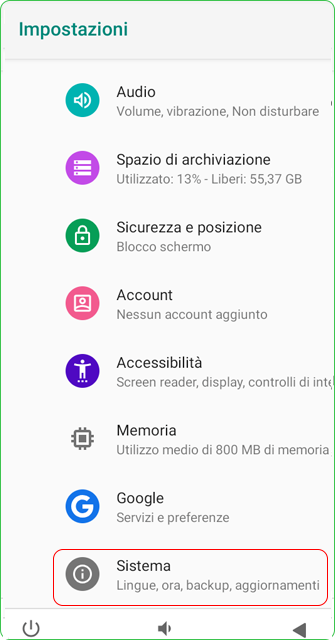 Impostazioni
Audio
Volume, vibrazione, Non disturbare
Spazio di archiviazione
Utilizzato: 13% - Liberi: 55,37 GB
Sicurezza e posizione
Blocco schermo
Account
Nessun account aggiunto
Accessibilità
Screen reader, display, controlli di inte
Memoria
Utilizzo medio di 800 MB di memoria
Google
Servizi e preferenze
Sistema
Lingue, ora, backup, aggiornamenti